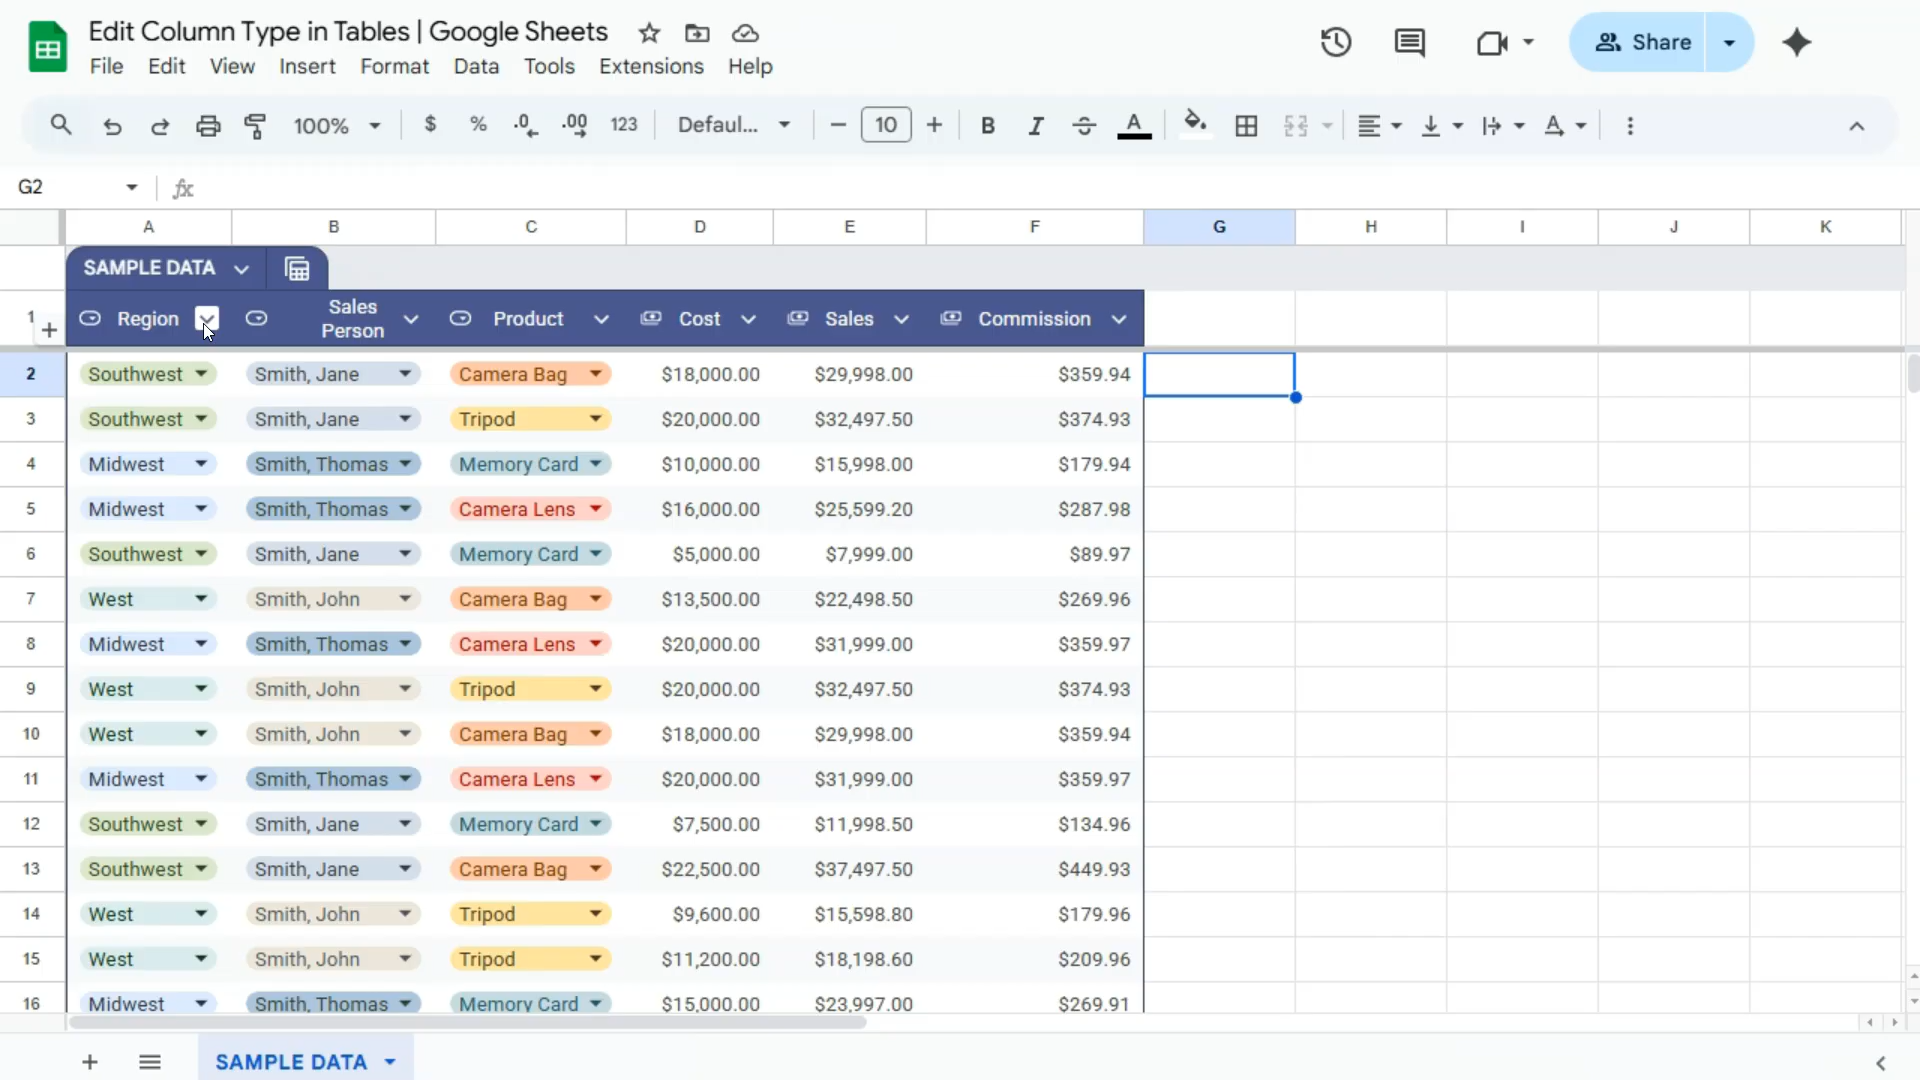 Edit Column Type in Tables | Google Sheets
File Edit View Insert Format Data Tools Extensions Help
Share
100% $ % .0 .00 123 Defaul... 10 B I A A
G2 fx
A B C D E F G H I J K
SAMPLE DATA
1 Region Sales Person Product Cost Sales Commission
2 Southwest Smith, Jane Camera Bag $18,000.00 $29,998.00 $359.94
3 Southwest Smith, Jane Tripod $20,000.00 $32,497.50 $374.93
4 Midwest Smith, Thomas Memory Card $10,000.00 $15,998.00 $179.94
5 Midwest Smith, Thomas Camera Lens $16,000.00 $25,599.20 $287.98
6 Southwest Smith, Jane Memory Card $5,000.00 $7,999.00 $89.97
7 West Smith, John Camera Bag $13,500.00 $22,498.50 $269.96
8 Midwest Smith, Thomas Camera Lens $20,000.00 $31,999.00 $359.97
9 West Smith, John Tripod $20,000.00 $32,497.50 $374.93
10 West Smith, John Camera Bag $18,000.00 $29,998.00 $359.94
11 Midwest Smith, Thomas Camera Lens $20,000.00 $31,999.00 $359.97
12 Southwest Smith, Jane Memory Card $7,500.00 $11,998.50 $134.96
13 Southwest Smith, Jane Camera Bag $22,500.00 $37,497.50 $449.93
14 West Smith, John Tripod $9,600.00 $15,598.80 $179.96
15 West Smith, John Tripod $11,200.00 $18,198.60 $209.96
16 Midwest Smith, Thomas Memory Card $15,000.00 $23,997.00 $269.91
SAMPLE DATA